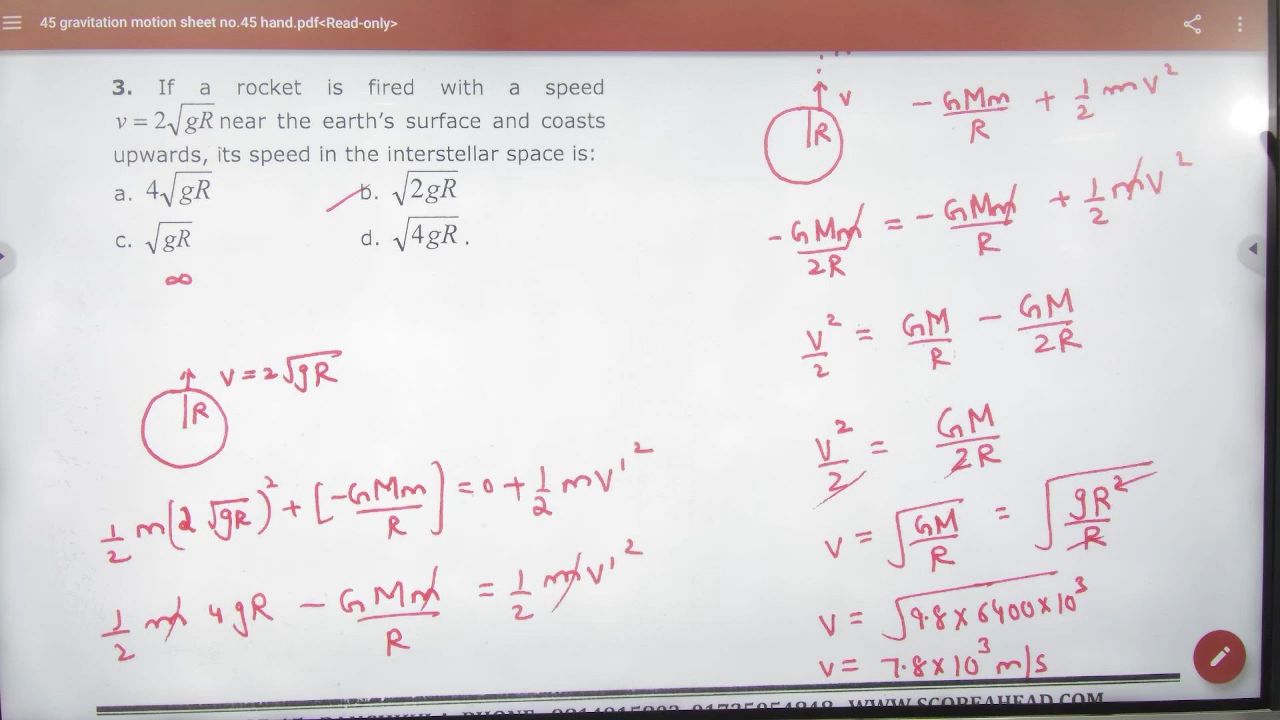 45 gravitation motion sheet no.45 hand.pdf<Read-only>
3. If a rocket is fired with a speed
v = 2√gR near the earth's surface and coasts
upwards, its speed in the interstellar space is:
a. 4√gR b. √2gR
c. √gR d. √4gR .
∞
R
v = 2√gR
½ m(2√gR)² + [-GMm/R] = 0 + ½ mv'²
½ m 4gR - GMm/R = ½ mv'²
v
R
-GMm/R + ½ mv²
-GMm/2R = -GMm/R + ½ mv²
v²/2 = GM/R - GM/2R
v²/2 = GM/2R
v = √GM/R = √gR²/R
v = √9.8 × 6400 × 10³
v = 7.8 × 10³ m/s
WWW.SCOREAHEAD.COM